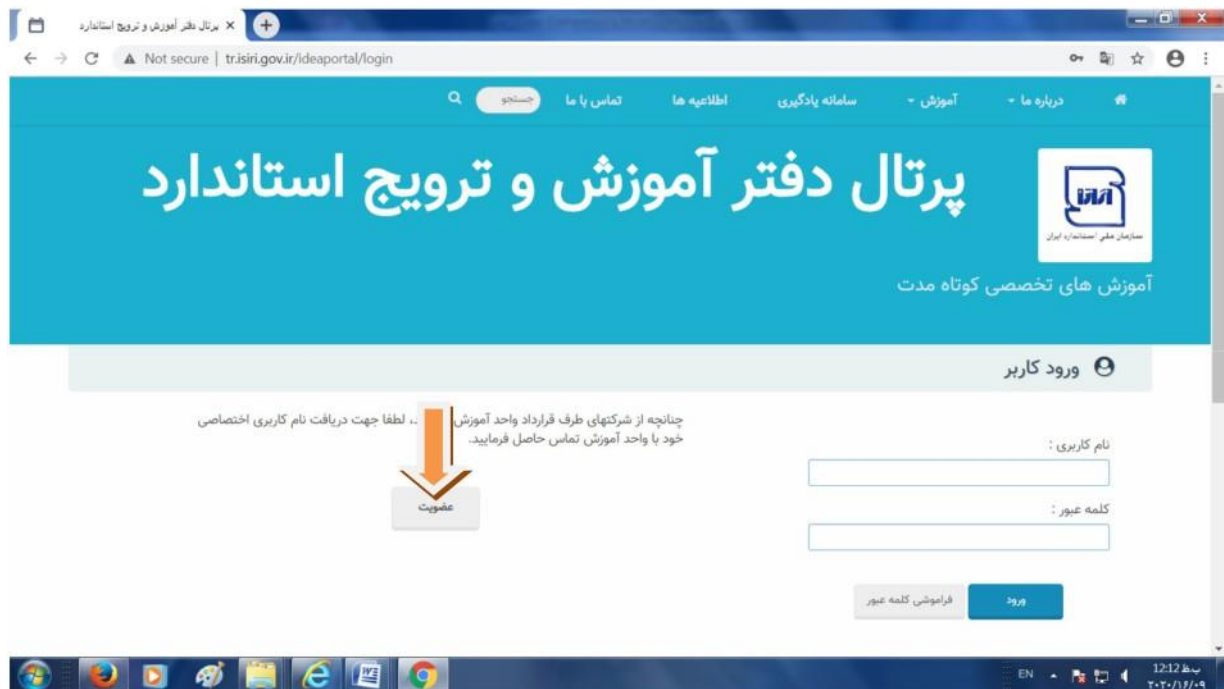 پرتال دفتر آموزش و ترویج استاندارد
Not secure | tr.isiri.gov.ir/ideaportal/login
درباره ما آموزش سامانه یادگیری اطلاعیه ها تماس با ما جستجو
پرتال دفتر آموزش و ترویج استاندارد
سازمان ملی استاندارد ایران
آموزش های تخصصی کوتاه مدت
ورود کاربر
چنانچه از شرکتهای طرف قرارداد واحد آموزش د، لطفا جهت دریافت نام کاربری اختصاصی
خود با واحد آموزش تماس حاصل فرمایید.
عضویت
نام کاربری :
کلمه عبور :
ورود فراموشی کلمه عبور
EN
12:12 ب.ظ
۲۰۲۰/۱۶/۰۹